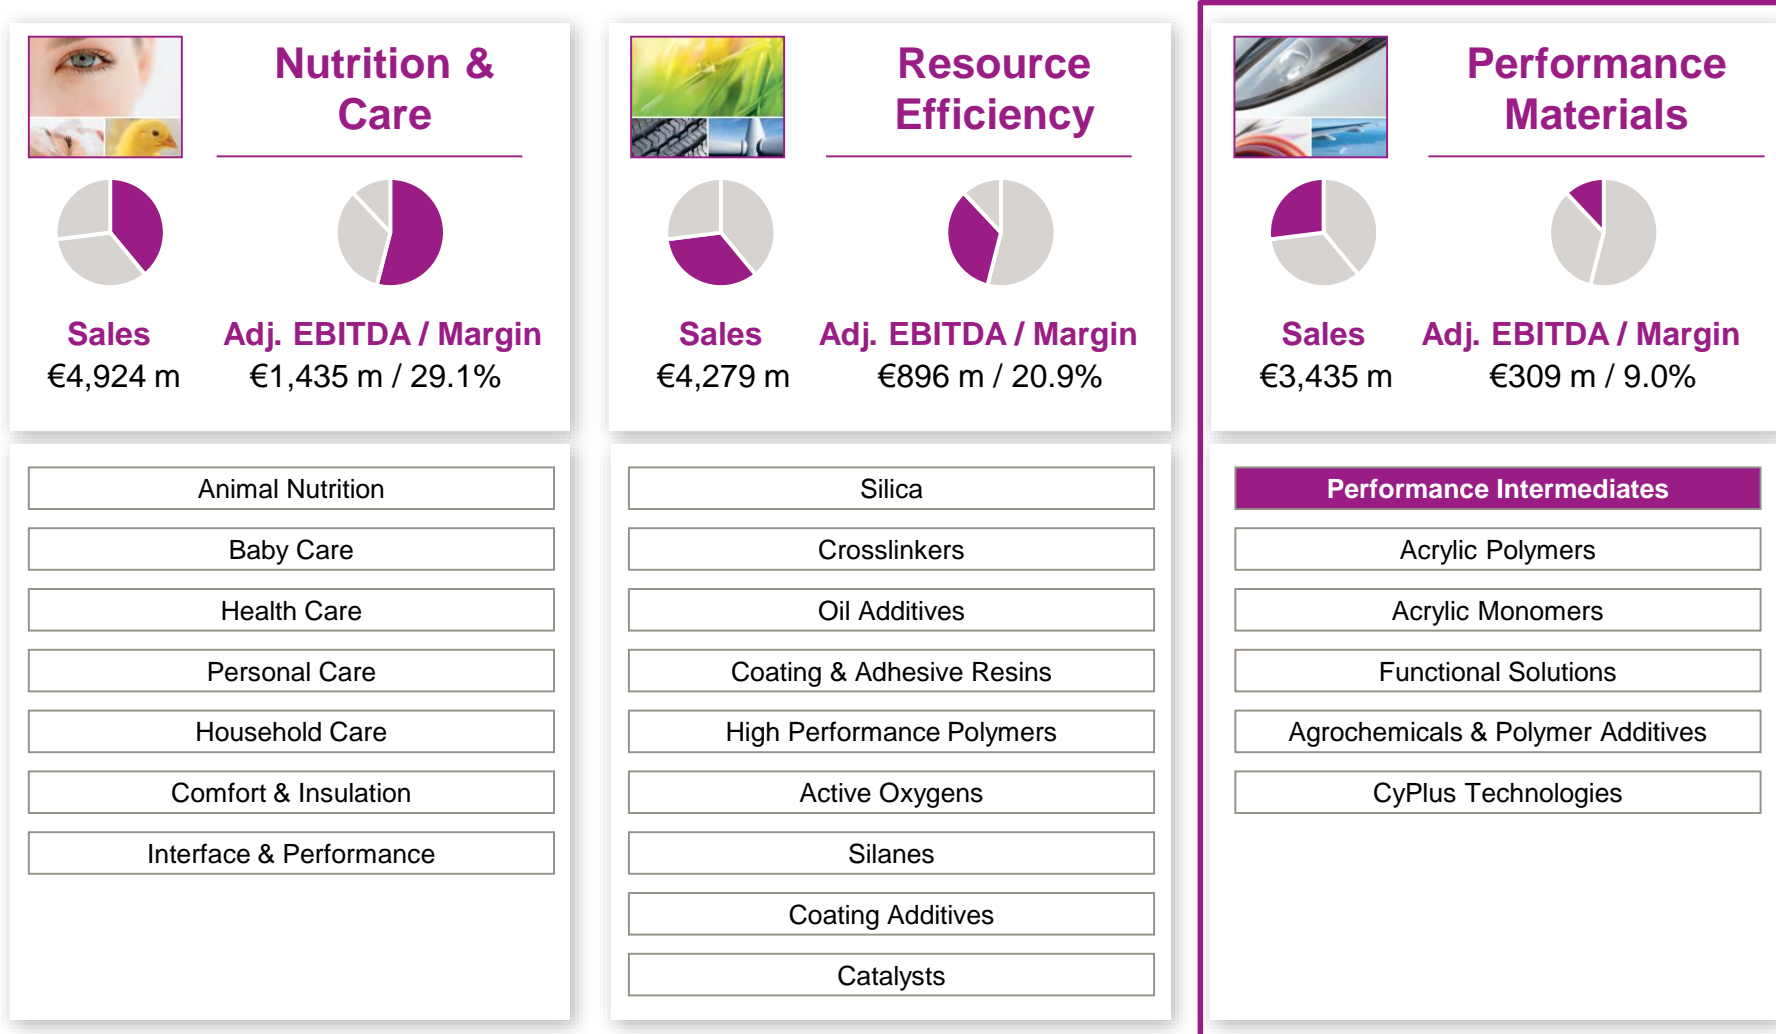 Nutrition &
Care
Sales
Adj. EBITDA / Margin
€4,924 m
€1,435 m / 29.1%
Animal Nutrition
Baby Care
Health Care
Personal Care
Household Care
Comfort & Insulation
Interface & Performance
Resource
Efficiency
Sales
Adj. EBITDA / Margin
€4,279 m
€896 m / 20.9%
Silica
Crosslinkers
Oil Additives
Coating & Adhesive Resins
High Performance Polymers
Active Oxygens
Silanes
Coating Additives
Catalysts
Performance
Materials
Sales
Adj. EBITDA / Margin
€3,435 m
€309 m / 9.0%
Performance Intermediates
Acrylic Polymers
Acrylic Monomers
Functional Solutions
Agrochemicals & Polymer Additives
CyPlus Technologies